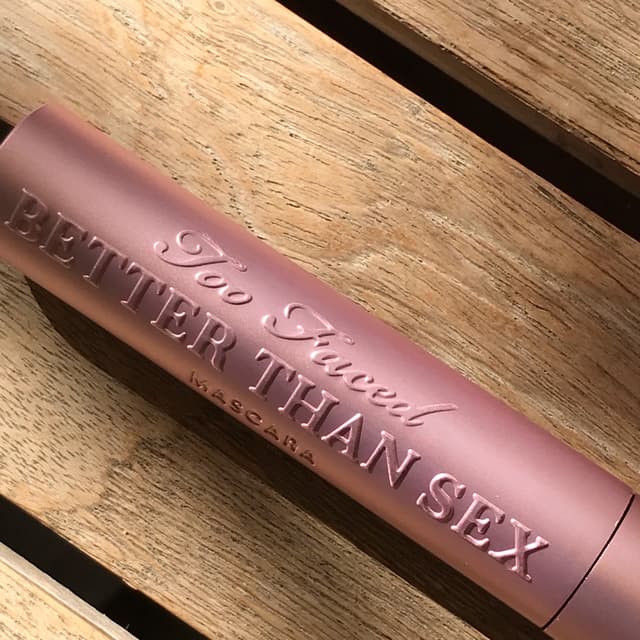 Too Faced
BETTER THAN SEX
MASCARA